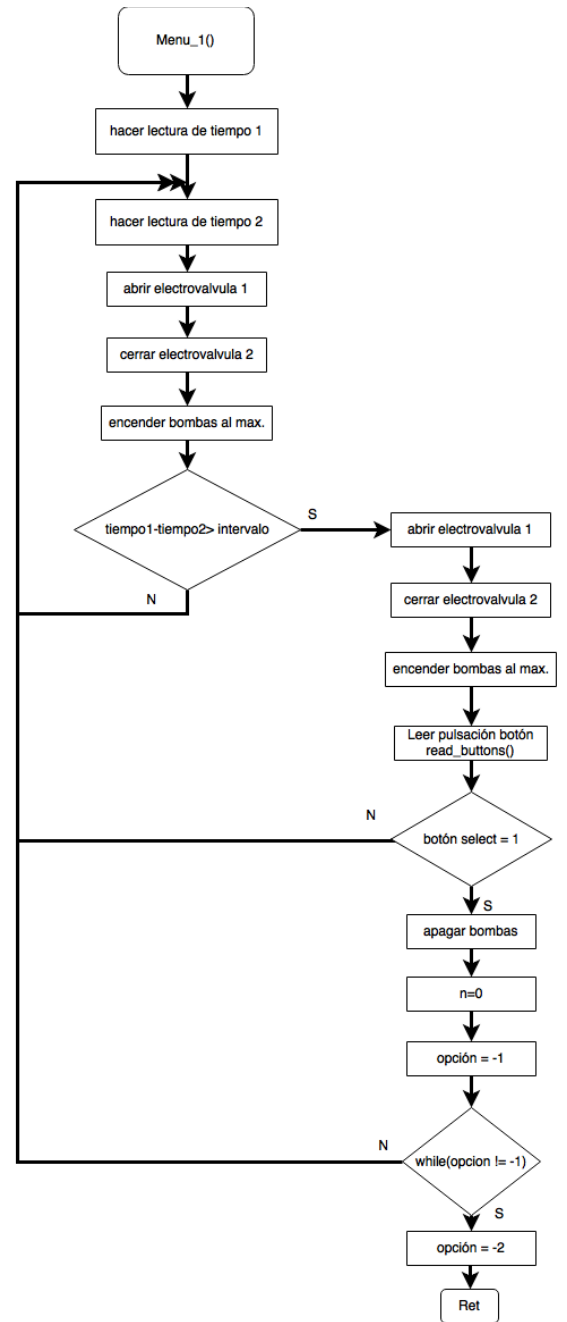 Menu_1()
hacer lectura de tiempo 1
hacer lectura de tiempo 2
abrir electrovalvula 1
cerrar electrovalvula 2
encender bombas al max.
tiempo1-tiempo2> intervalo
S
N
abrir electrovalvula 1
cerrar electrovalvula 2
encender bombas al max.
Leer pulsación botón
read_buttons()
N
botón select = 1
S
apagar bombas
n=0
opción = -1
N
while(opcion != -1)
S
opción = -2
Ret